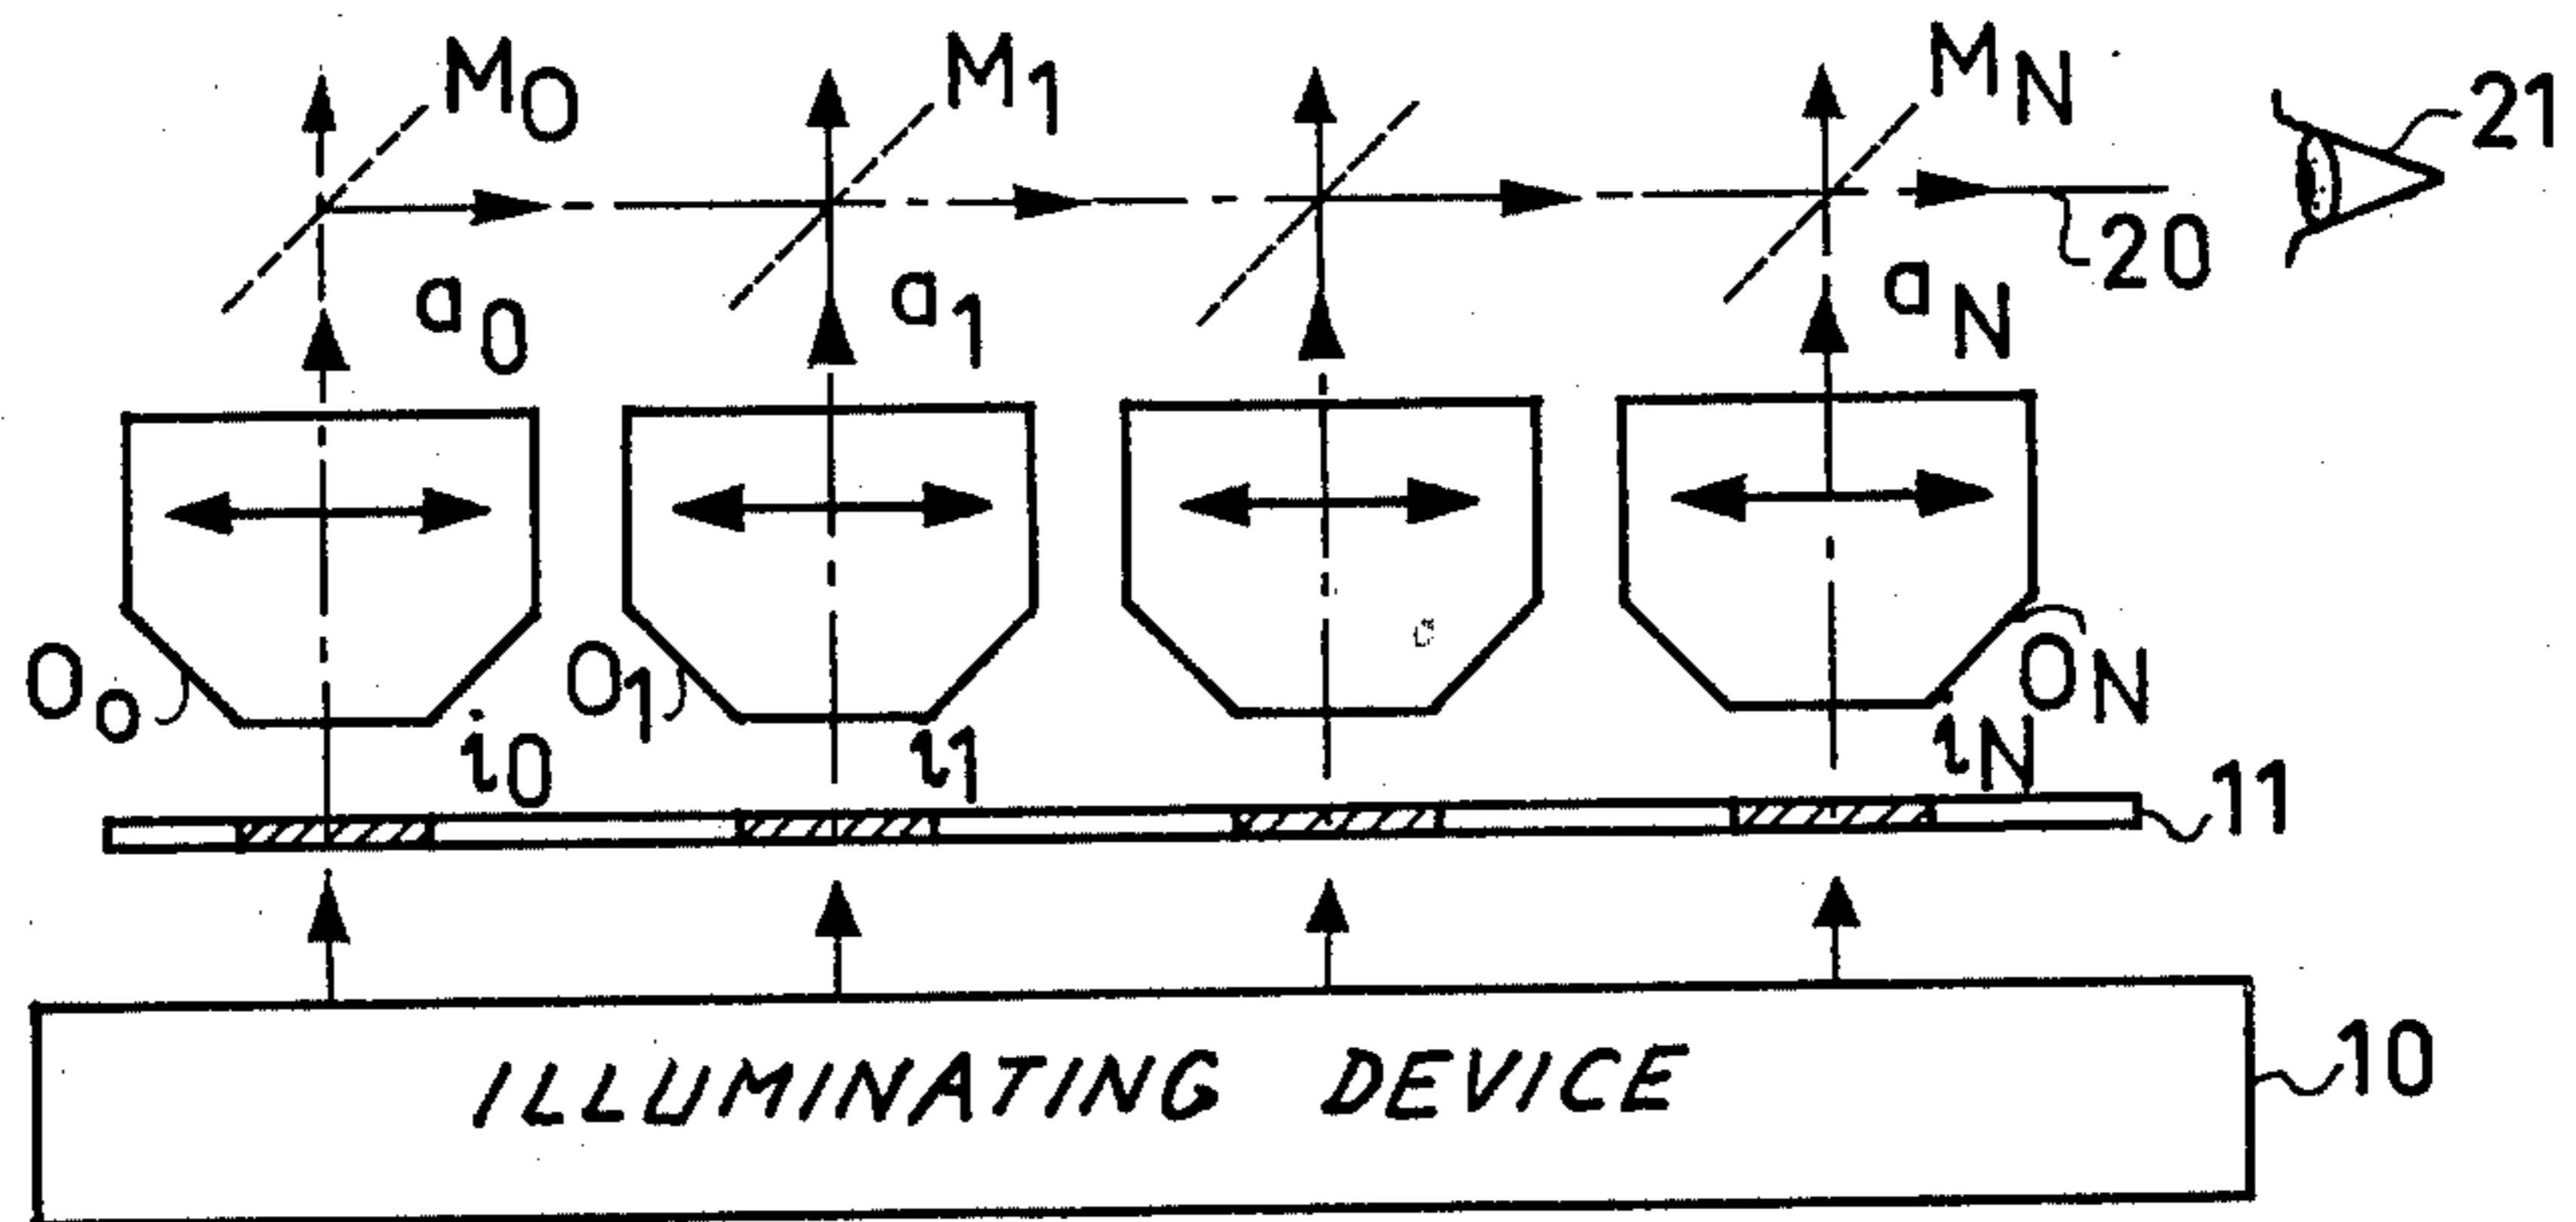 M0 M1 MN 21
a0 a1 aN 20
O0 O1 ON
i0 i1 iN 11
ILLUMINATING DEVICE 10